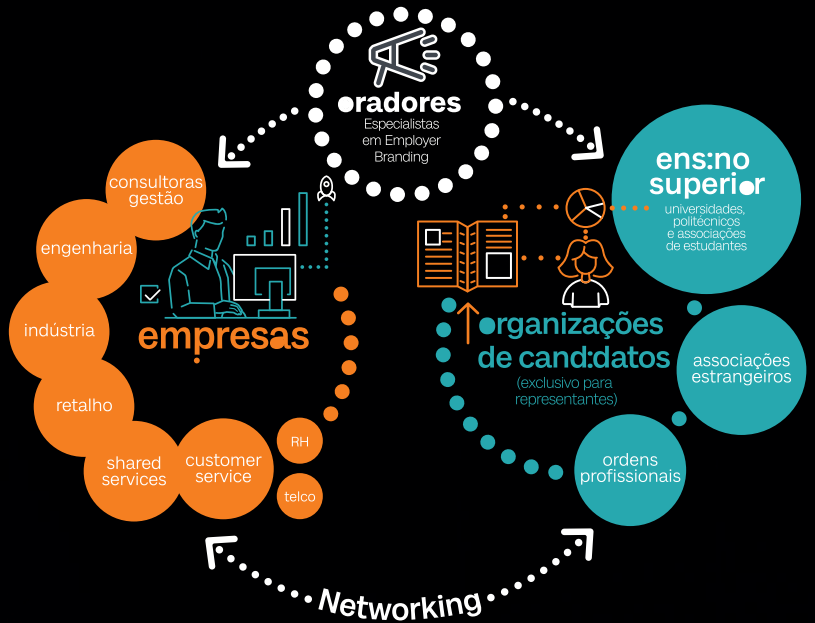 oradores
Especialistas
em Employer
Branding
consultoras
gestão
engenharia
indústria
retalho
shared
services
customer
service
RH
telco
empresas
ens:no
superior
universidades,
politécnicos
e associações
de estudantes
organizações
de cand:datos
(exclusivo para
representantes)
associações
estrangeiros
ordens
profissionais
Networking